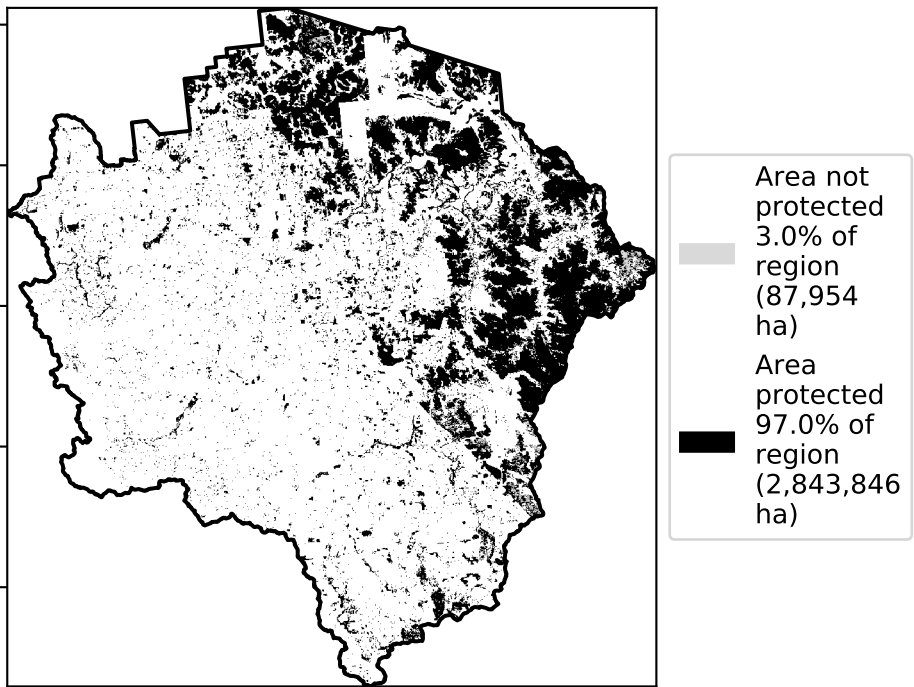 Area not
protected
3.0% of
region
(87,954
ha)
Area
protected
97.0% of
region
(2,843,846
ha)